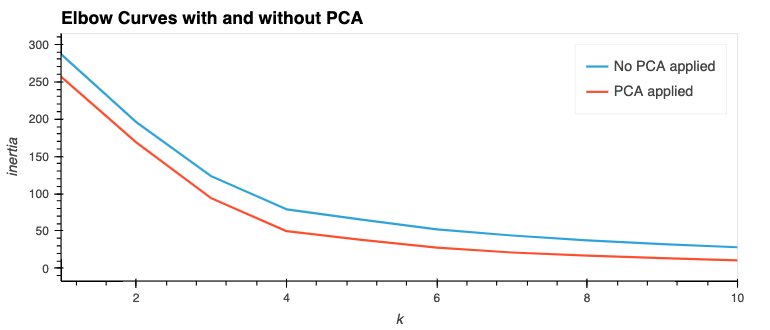 Elbow Curves with and without PCA
300
250
200
150
100
50
0
inertia
No PCA applied
PCA applied
2 4 6 8 10
k